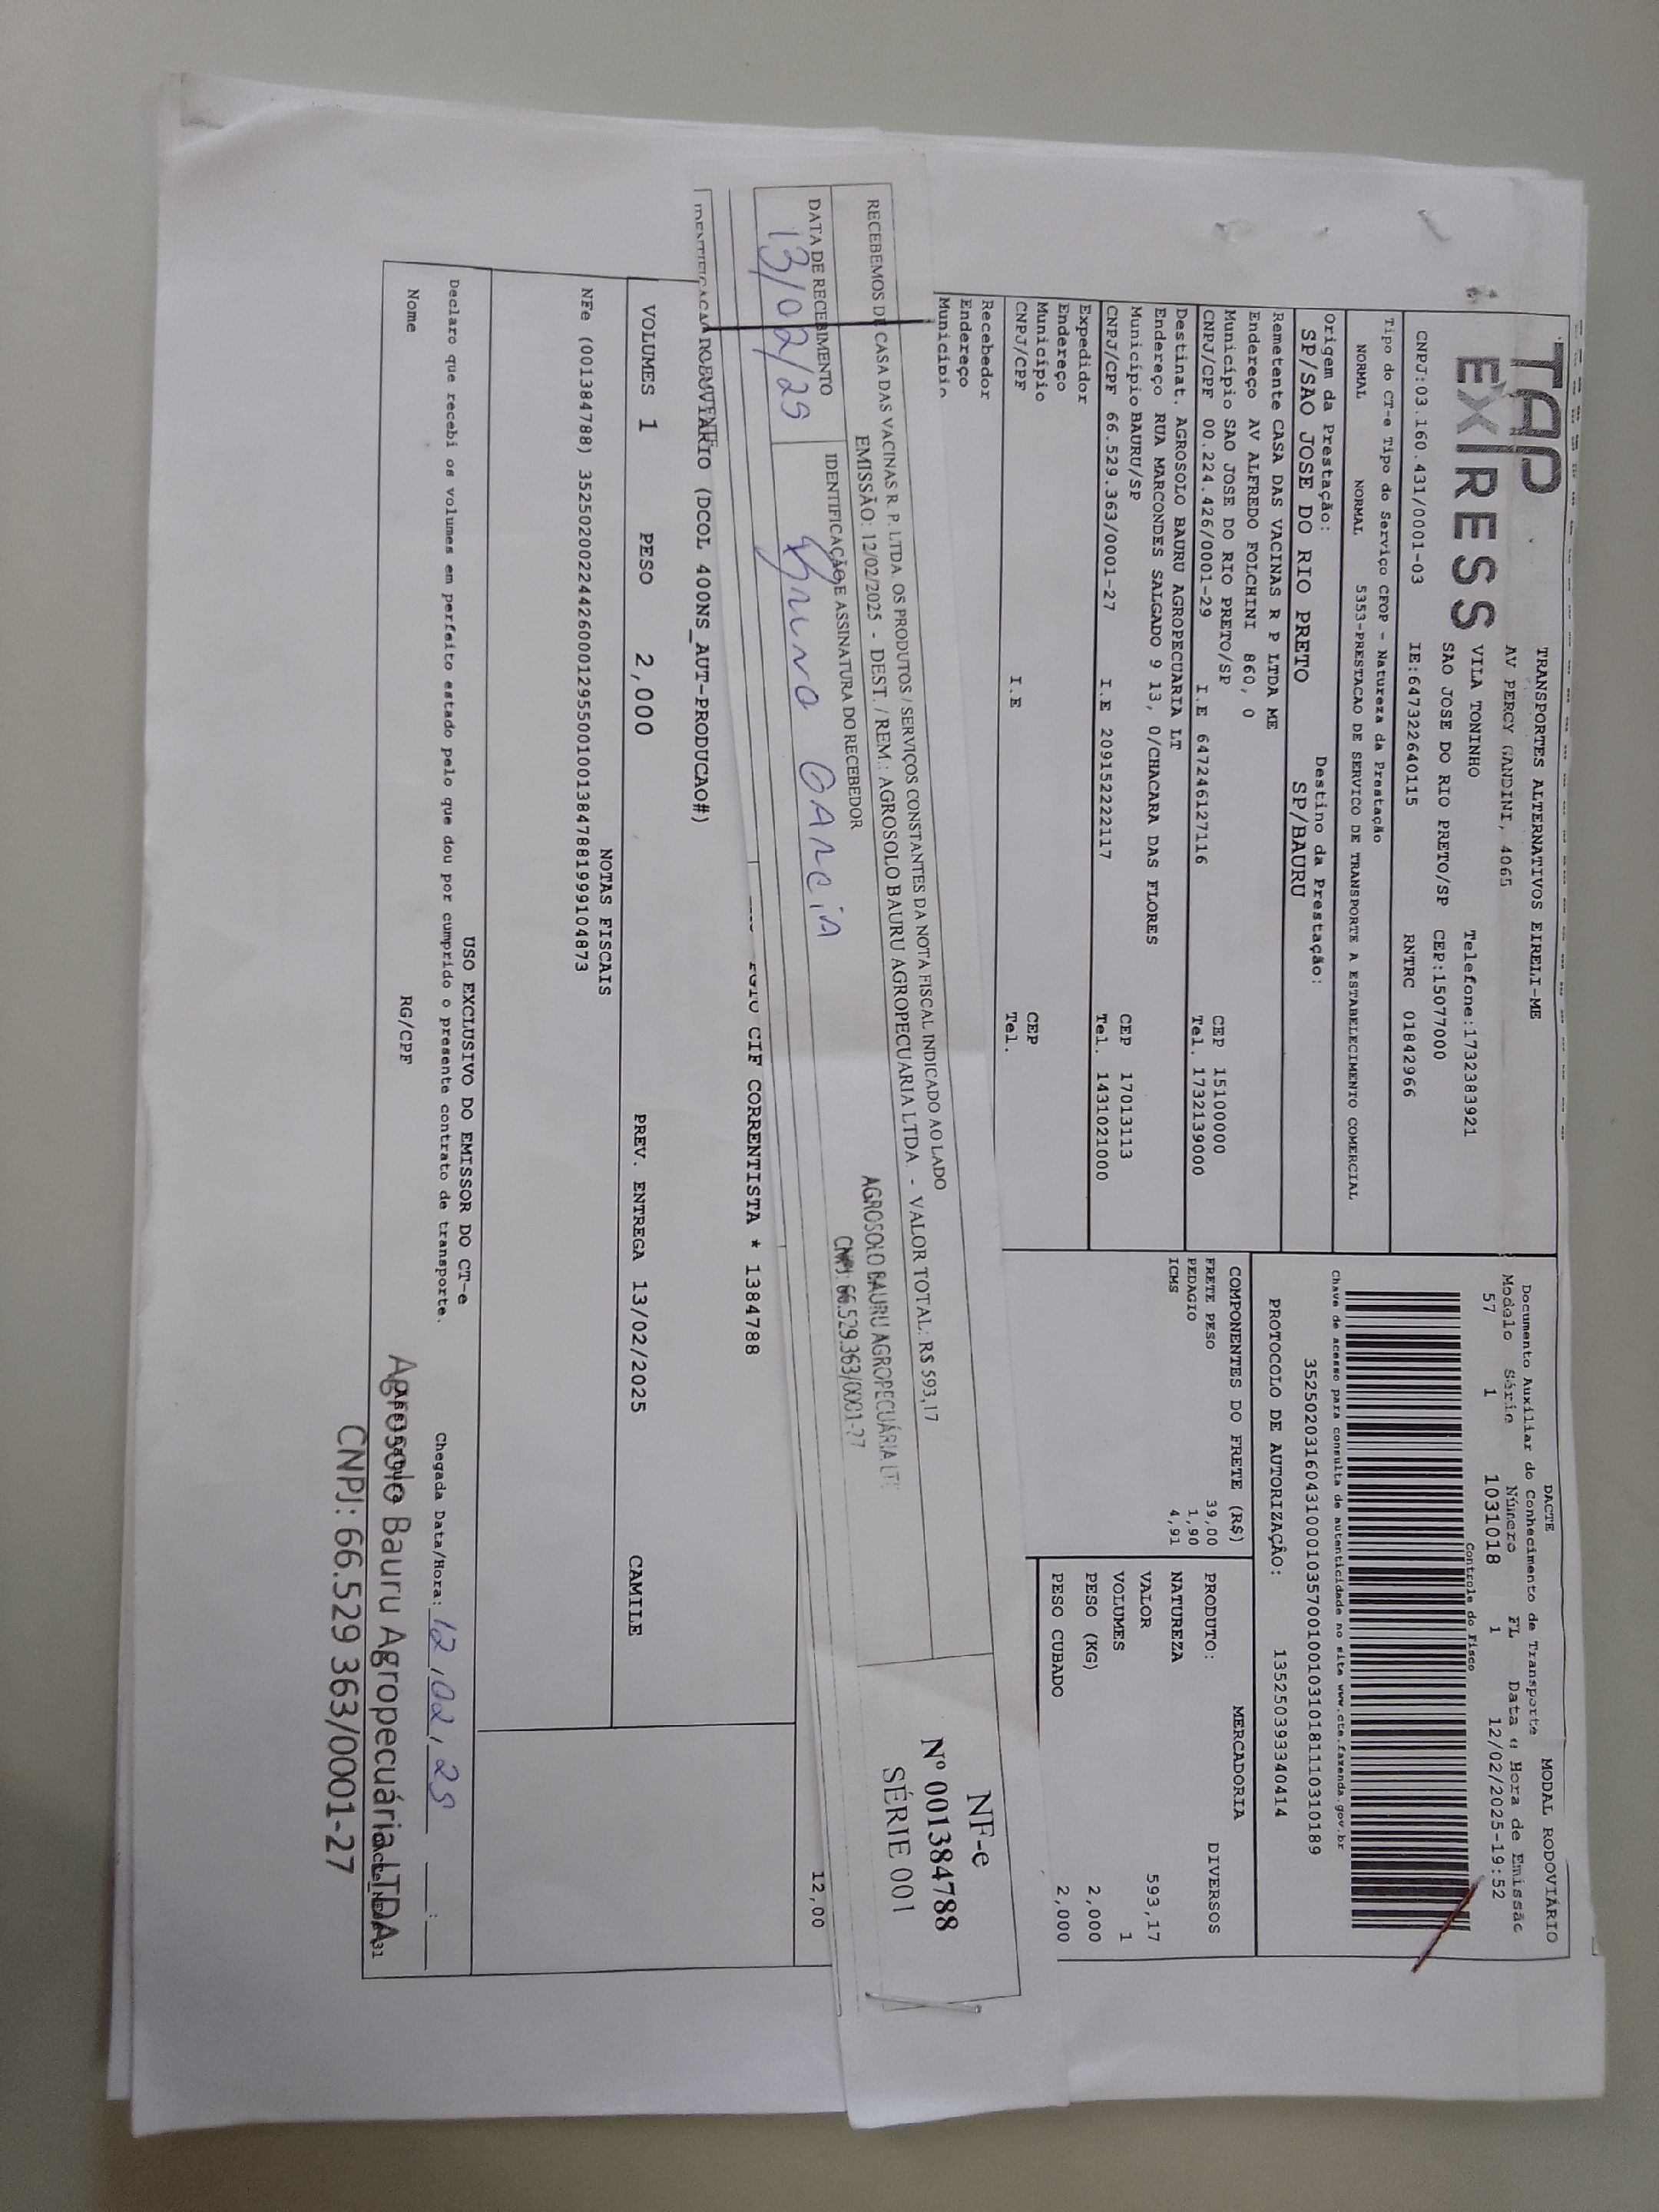 TAP
EXPRESS
TRANSPORTES ALTERNATIVOS EIRELI-ME
AV PERCY GANDINI, 4065
VILA TONINHO Telefone:1732383921
SAO JOSE DO RIO PRETO/SP CEP:15077000
CNPJ:03.160.431/0001-03 IE:647322640115 RNTRC 01842966
Tipo do CT-e Tipo do Serviço CFOP - Natureza da Prestação
NORMAL NORMAL 5353-PRESTACAO DE SERVICO DE TRANSPORTE A ESTABELECIMENTO COMERCIAL
Origem da Prestação: Destino da Prestação:
SP/SAO JOSE DO RIO PRETO SP/BAURU
Remetente CASA DAS VACINAS R P LTDA ME
Endereço AV ALFREDO FOLCHINI 860, 0
Município SAO JOSE DO RIO PRETO/SP CEP 15100000
CNPJ/CPF 00.224.426/0001-29 I.E 647246127116 Tel. 1732139000
Destinat. AGROSOLO BAURU AGROPECUARIA LT
Endereço RUA MARCONDES SALGADO 9 13, 0/CHACARA DAS FLORES
Município BAURU/SP CEP 17013113
CNPJ/CPF 66.529.363/0001-27 I.E 209152222117 Tel. 1431021000
Expedidor
Endereço
Município CEP
CNPJ/CPF I.E Tel.
Recebedor
Endereço
Município
DACTE MODAL RODOVIÁRIO
Documento Auxiliar do Conhecimento de Transporte
Modelo Série Número FL Data e Hora de Emissão
57 1 1031018 1 12/02/2025-19:52
Controle do Fisco
Chave de acesso para consulta de autenticidade no site www.cte.fazenda.gov.br
35250203160431000103570010010310181103310189
PROTOCOLO DE AUTORIZAÇÃO: 135250393340414
COMPONENTES DO FRETE (R$)
FRETE PESO 39,00
PEDAGIO 1,90
ICMS 4,91
MERCADORIA
PRODUTO: DIVERSOS
NATUREZA
VALOR 593,17
VOLUMES 1
PESO (KG) 2,000
PESO CUBADO 2,000
RECEBEMOS DE CASA DAS VACINAS R. P. LTDA. OS PRODUTOS / SERVIÇOS CONSTANTES DA NOTA FISCAL INDICADO AO LADO
EMISSÃO: 12/02/2025 - DEST. / REM.: AGROSOLO BAURU AGROPECUARIA LTDA - VALOR TOTAL: R$ 593,17
DATA DE RECEBIMENTO IDENTIFICAÇÃO E ASSINATURA DO RECEBEDOR
13/02/25 Bruno GArciA
AGROSOLO BAURU AGROPECUÁRIA LT
CNPJ: 66.529.363/0001-27
NF-e
Nº 001384788
SÉRIE 001
12,00
CIF CORRENTISTA * 1384788
(DCOL 400NS_AUT-PRODUCAO#)
VOLUMES 1 PESO 2,000 PREV. ENTREGA 13/02/2025 CAMILE
NOTAS FISCAIS
NFe (001384788) 35250200224426000129550010013847881999104873
USO EXCLUSIVO DO EMISSOR DO CT-e
Declaro que recebi os volumes em perfeito estado pelo que dou por cumprido o presente contrato de transporte. Chegada Data/Hora: 12,02,25 __:__
Nome RG/CPF
Agrosolo Bauru Agropecuária LTDA
CNPJ: 66.529 363/0001-27